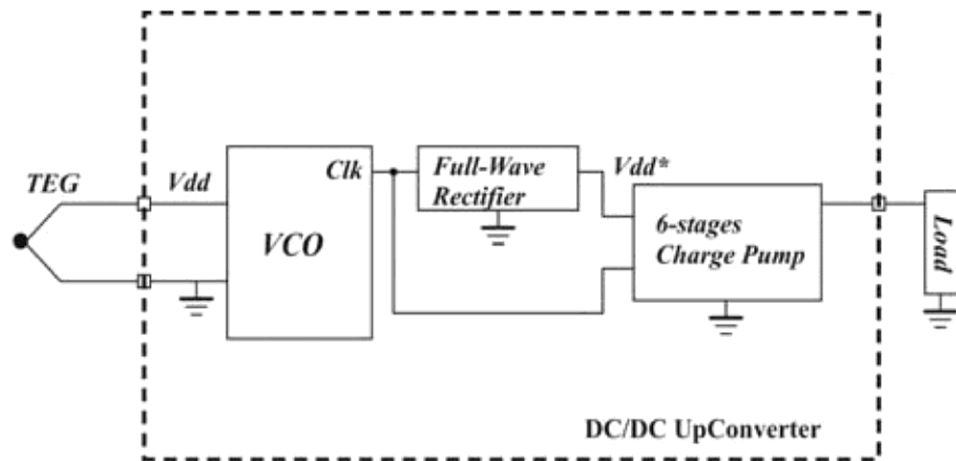 TEG
Vdd
Clk
VCO
Full-Wave
Rectifier
Vdd*
6-stages
Charge Pump
Load
DC/DC UpConverter